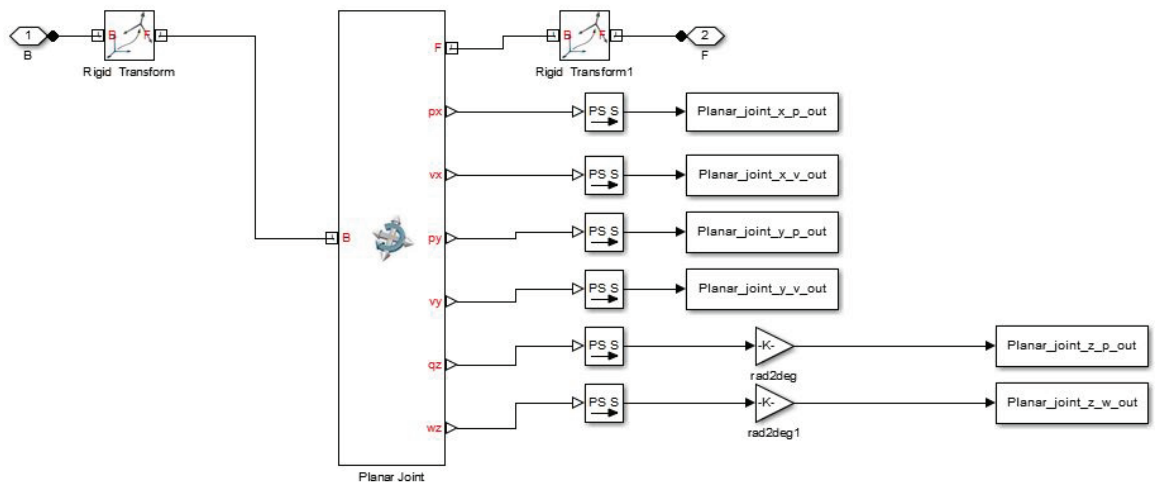 1
B
B F
Rigid Transform
F
B F
Rigid Transform1
2
F
px
PS S
Planar_joint_x_p_out
vx
PS S
Planar_joint_x_v_out
B
py
PS S
Planar_joint_y_p_out
vy
PS S
Planar_joint_y_v_out
qz
PS S
-K-
rad2deg
Planar_joint_z_p_out
wz
PS S
-K-
rad2deg1
Planar_joint_z_w_out
Planar Joint